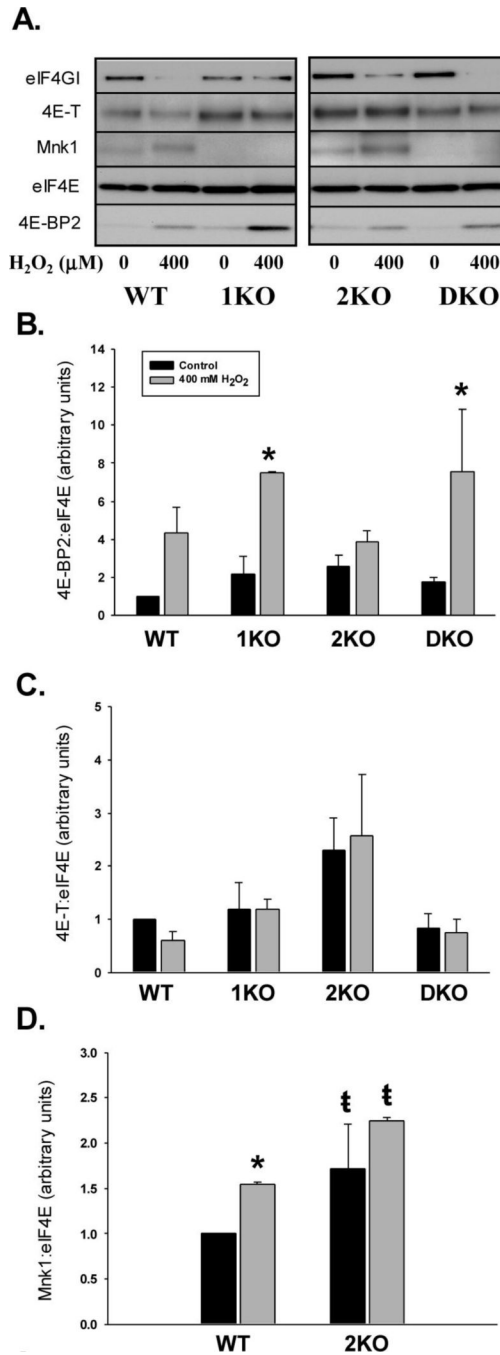 A.
eIF4GI
4E-T
Mnk1
eIF4E
4E-BP2
H₂O₂ (μM) 0 400 0 400 0 400 0 400
WT 1KO 2KO DKO
B.
4E-BP2:eIF4E (arbitrary units)
14
12
10
8
6
4
2
0
Control
400 mM H₂O₂
* *
WT 1KO 2KO DKO
C.
4E-T:eIF4E (arbitrary units)
5
4
3
2
1
0
WT 1KO 2KO DKO
D.
Mnk1:eIF4E (arbitrary units)
3.0
2.5
2.0
1.5
1.0
0.5
0.0
* ŧ ŧ
WT 2KO